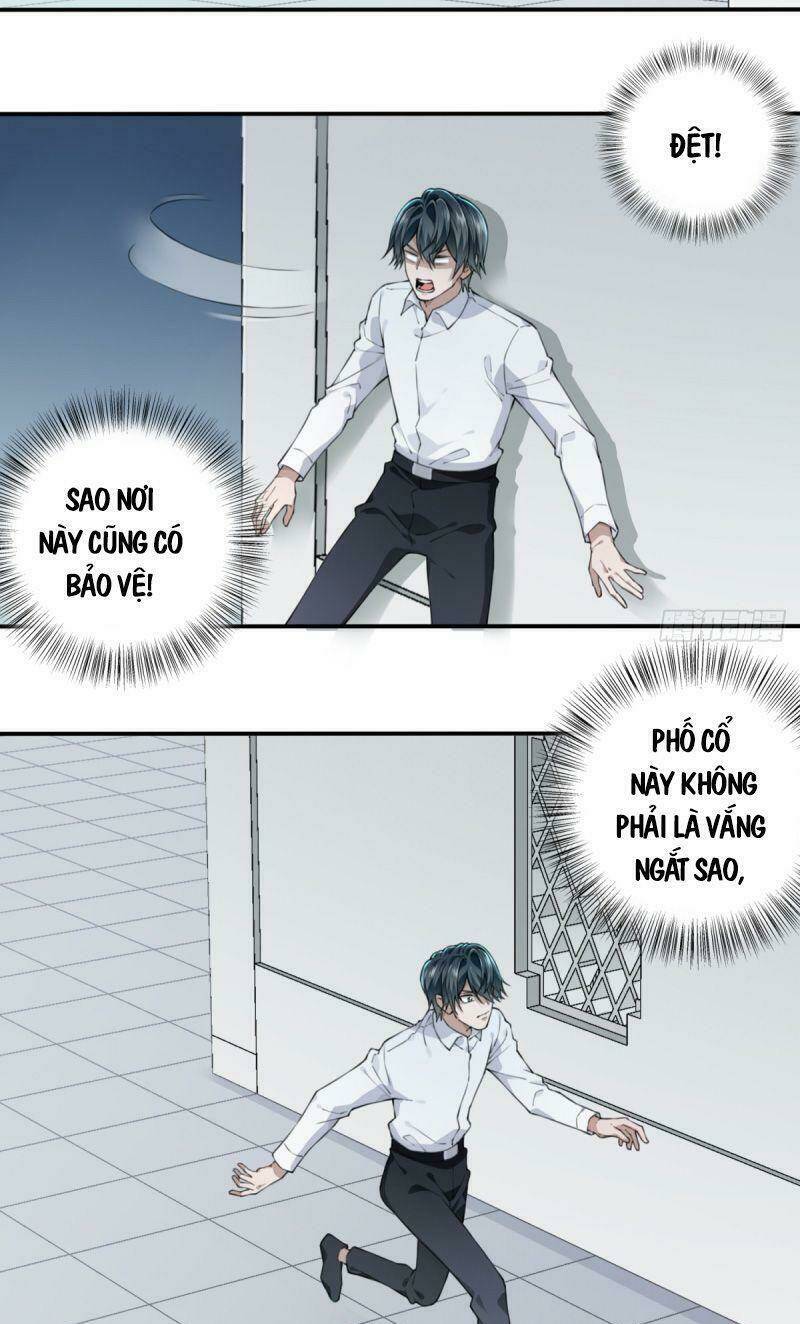 ĐỆT!
SAO NƠI
NÀY CŨNG CÓ
BẢO VỆ!
PHỐ CỔ
NÀY KHÔNG
PHẢI LÀ VẮNG
NGẮT SAO,